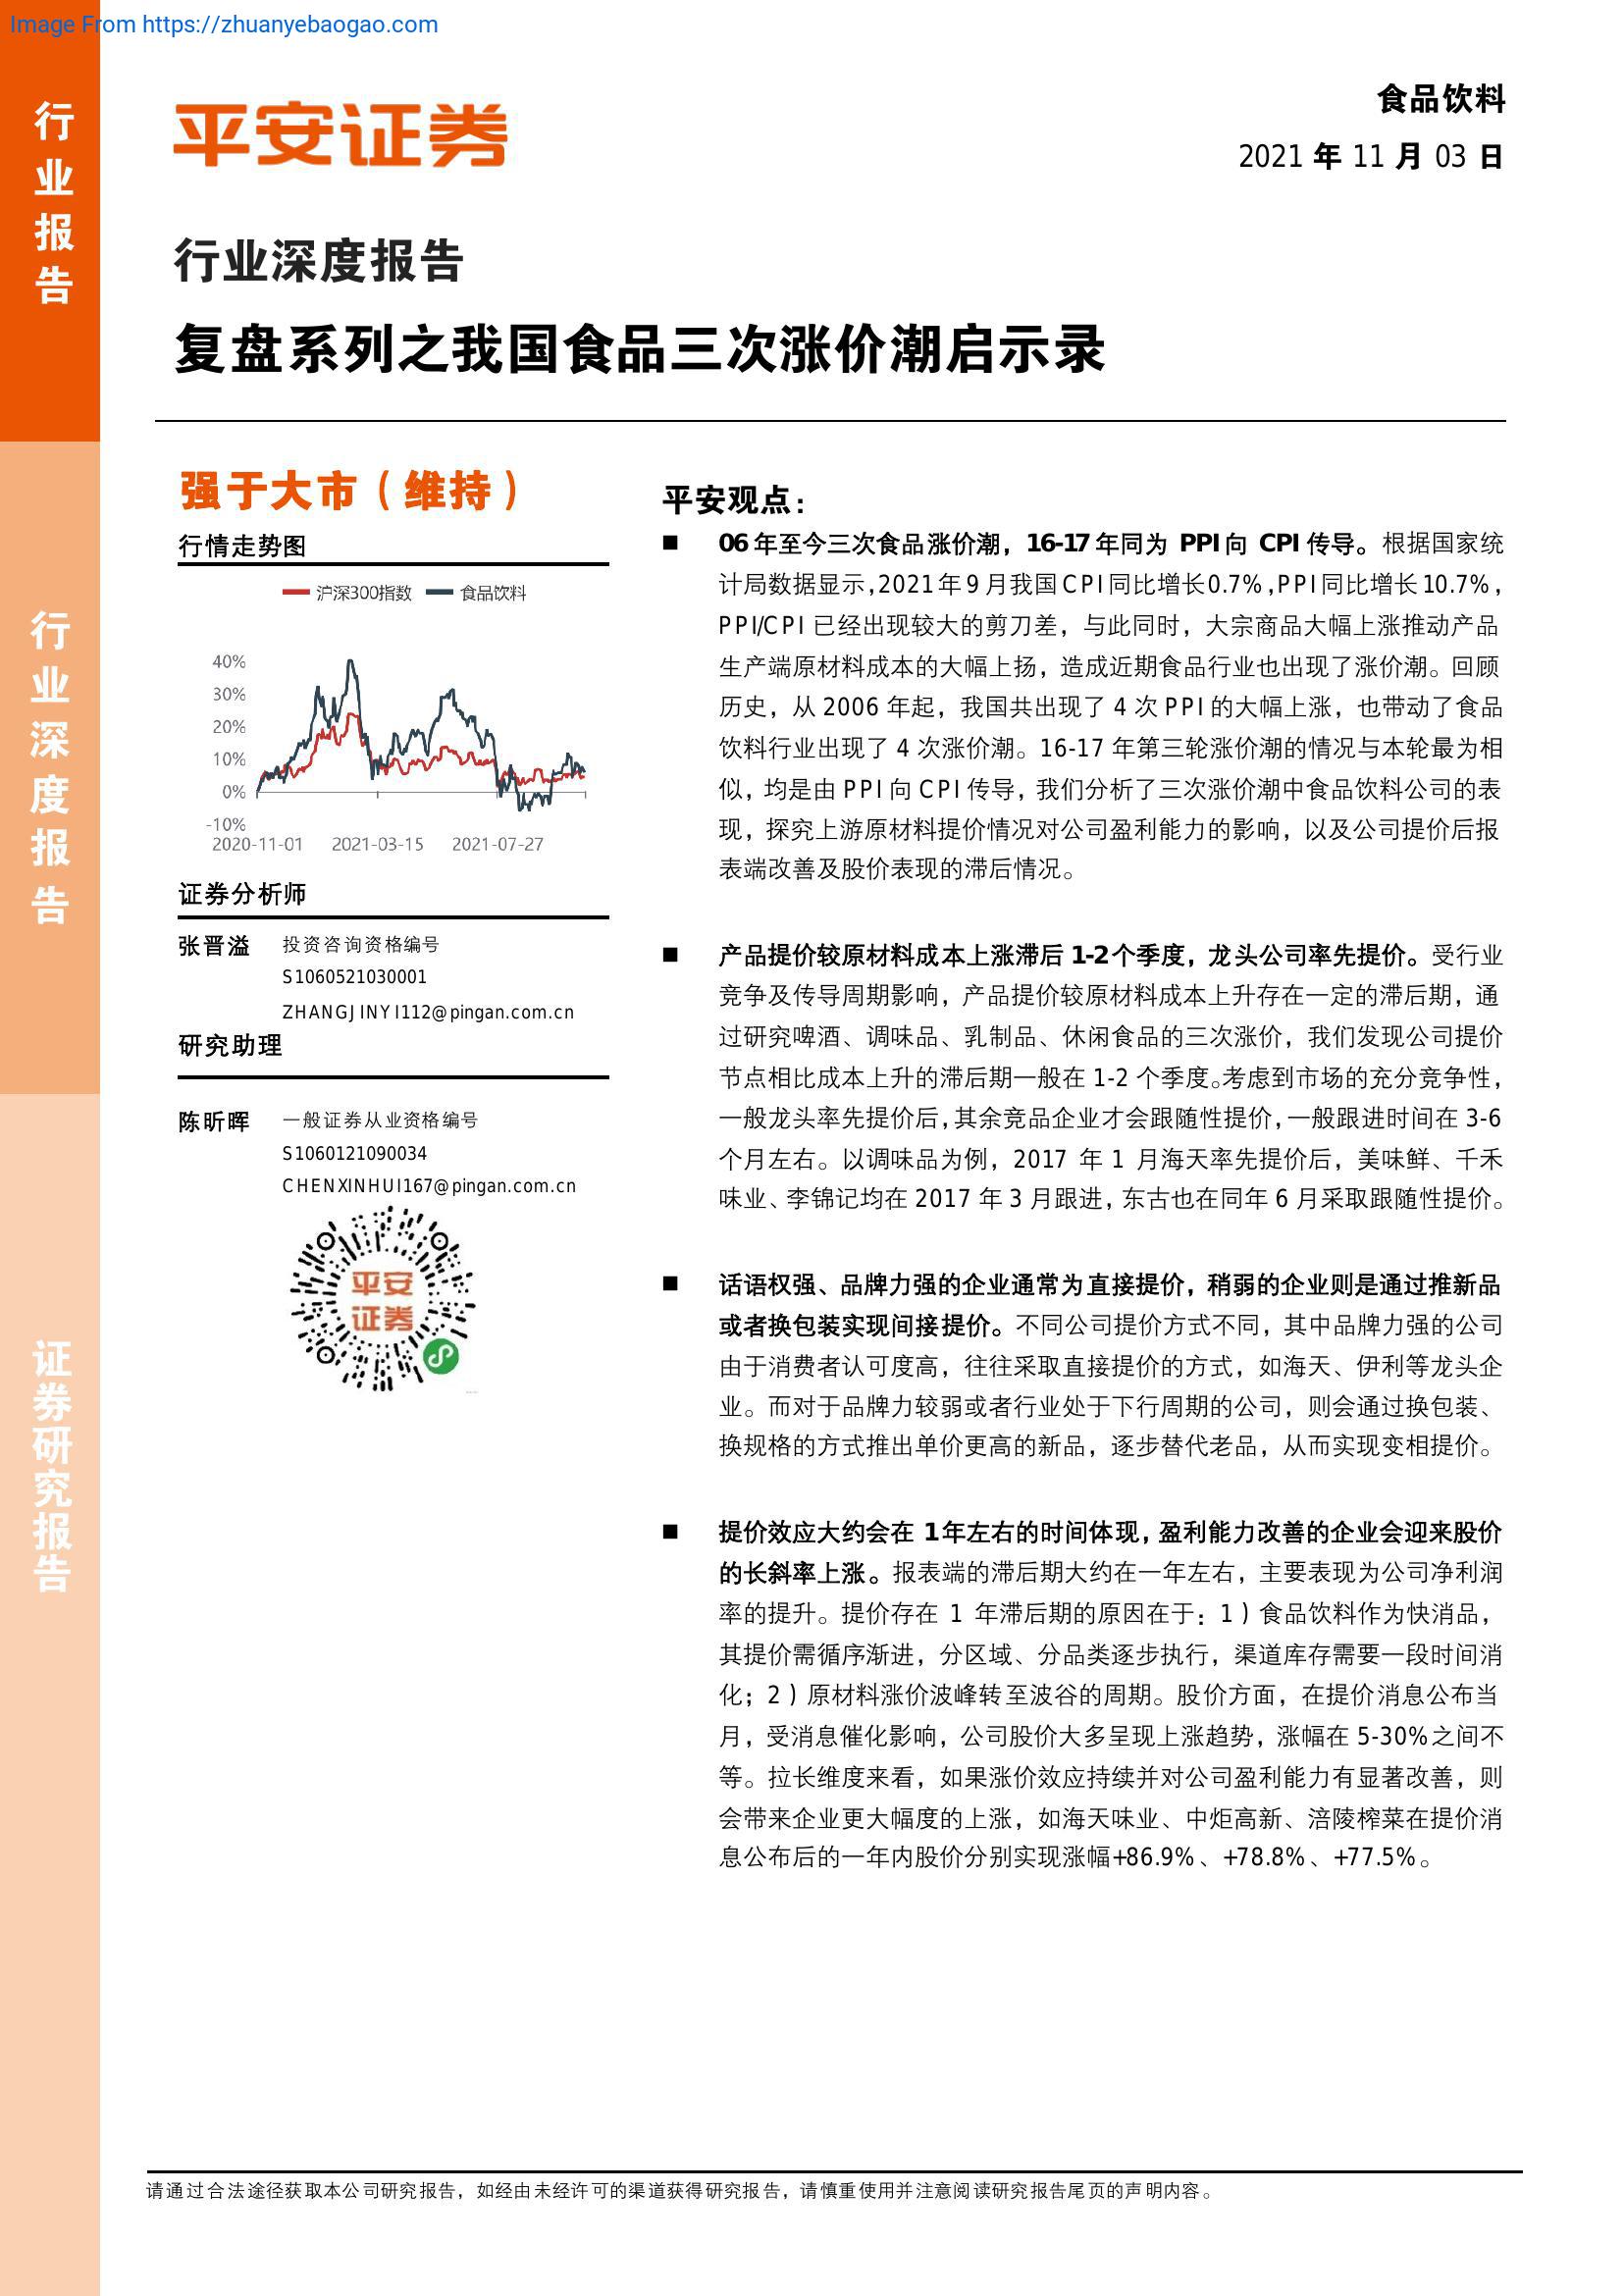 Image From https://zhuanyebaogao.com
行业报告
行业深度报告
证券研究报告
平安证券
食品饮料
2021 年 11 月 03 日
行业深度报告
复盘系列之我国食品三次涨价潮启示录
强于大市（维持）
行情走势图
沪深300指数 食品饮料
40%
30%
20%
10%
0%
-10%
2020-11-01 2021-03-15 2021-07-27
证券分析师
张晋溢 投资咨询资格编号
S1060521030001
ZHANGJINYI112@pingan.com.cn
研究助理
陈昕晖 一般证券从业资格编号
S1060121090034
CHENXINHUI167@pingan.com.cn
平安
证券
平安观点：
■ 06 年至今三次食品涨价潮，16-17 年同为 PPI 向 CPI 传导。根据国家统
计局数据显示，2021 年 9 月我国 CPI 同比增长 0.7%，PPI 同比增长 10.7%，
PPI/CPI 已经出现较大的剪刀差，与此同时，大宗商品大幅上涨推动产品
生产端原材料成本的大幅上扬，造成近期食品行业也出现了涨价潮。回顾
历史，从 2006 年起，我国共出现了 4 次 PPI 的大幅上涨，也带动了食品
饮料行业出现了 4 次涨价潮。16-17 年第三轮涨价潮的情况与本轮最为相
似，均是由 PPI 向 CPI 传导，我们分析了三次涨价潮中食品饮料公司的表
现，探究上游原材料提价情况对公司盈利能力的影响，以及公司提价后报
表端改善及股价表现的滞后情况。
■ 产品提价较原材料成本上涨滞后 1-2 个季度，龙头公司率先提价。受行业
竞争及传导周期影响，产品提价较原材料成本上升存在一定的滞后期，通
过研究啤酒、调味品、乳制品、休闲食品的三次涨价，我们发现公司提价
节点相比成本上升的滞后期一般在 1-2 个季度。考虑到市场的充分竞争性，
一般龙头率先提价后，其余竞品企业才会跟随性提价，一般跟进时间在 3-6
个月左右。以调味品为例，2017 年 1 月海天率先提价后，美味鲜、千禾
味业、李锦记均在 2017 年 3 月跟进，东古也在同年 6 月采取跟随性提价。
■ 话语权强、品牌力强的企业通常为直接提价，稍弱的企业则是通过推新品
或者换包装实现间接提价。不同公司提价方式不同，其中品牌力强的公司
由于消费者认可度高，往往采取直接提价的方式，如海天、伊利等龙头企
业。而对于品牌力较弱或者行业处于下行周期的公司，则会通过换包装、
换规格的方式推出单价更高的新品，逐步替代老品，从而实现变相提价。
■ 提价效应大约会在 1 年左右的时间体现，盈利能力改善的企业会迎来股价
的长斜率上涨。报表端的滞后期大约在一年左右，主要表现为公司净利润
率的提升。提价存在 1 年滞后期的原因在于：1）食品饮料作为快消品，
其提价需循序渐进，分区域、分品类逐步执行，渠道库存需要一段时间消
化；2）原材料涨价波峰转至波谷的周期。股价方面，在提价消息公布当
月，受消息催化影响，公司股价大多呈现上涨趋势，涨幅在 5-30%之间不
等。拉长维度来看，如果涨价效应持续并对公司盈利能力有显著改善，则
会带来企业更大幅度的上涨，如海天味业、中炬高新、涪陵榨菜在提价消
息公布后的一年内股价分别实现涨幅+86.9%、+78.8%、+77.5%。
请通过合法途径获取本公司研究报告，如经由未经许可的渠道获得研究报告，请慎重使用并注意阅读研究报告尾页的声明内容。